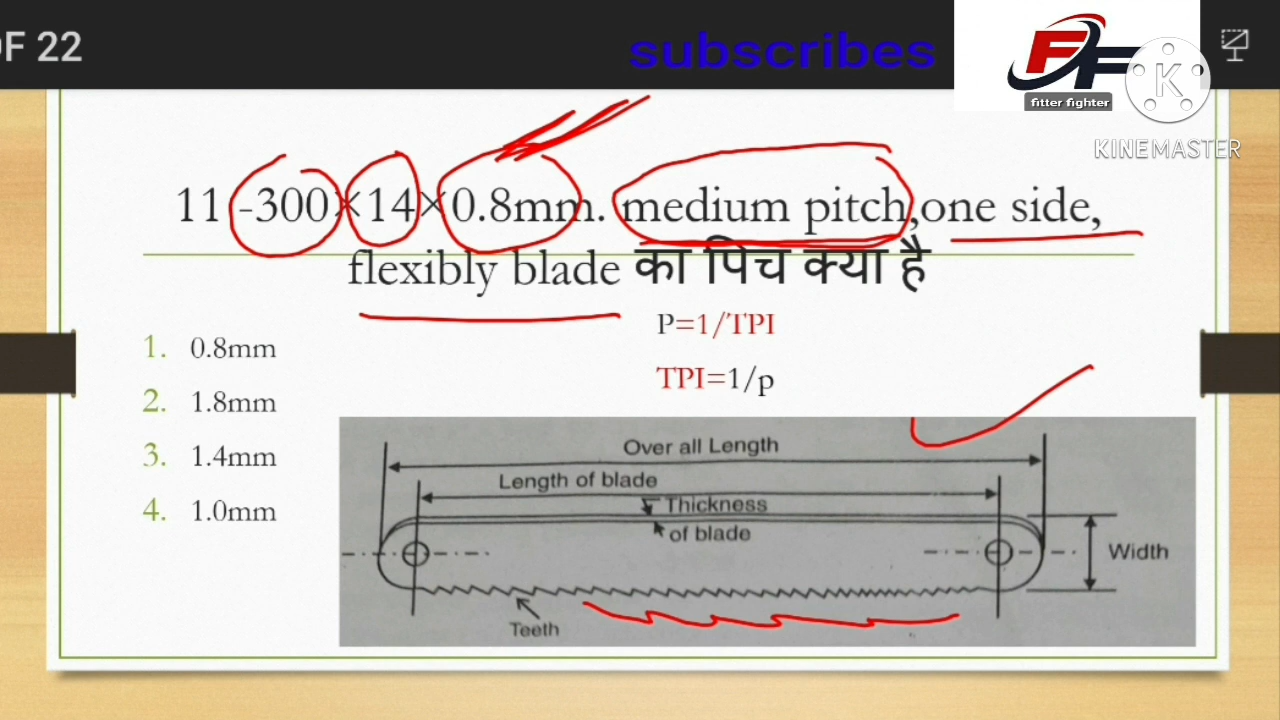 OF 22
subscribes
FF
fitter fighter
K
KINEMASTER
11 -300×14×0.8mm. medium pitch,one side,
flexibly blade का पिच क्या है
P=1/TPI
TPI=1/p
1. 0.8mm
2. 1.8mm
3. 1.4mm
4. 1.0mm
Over all Length
Length of blade
Thickness
of blade
Width
Teeth